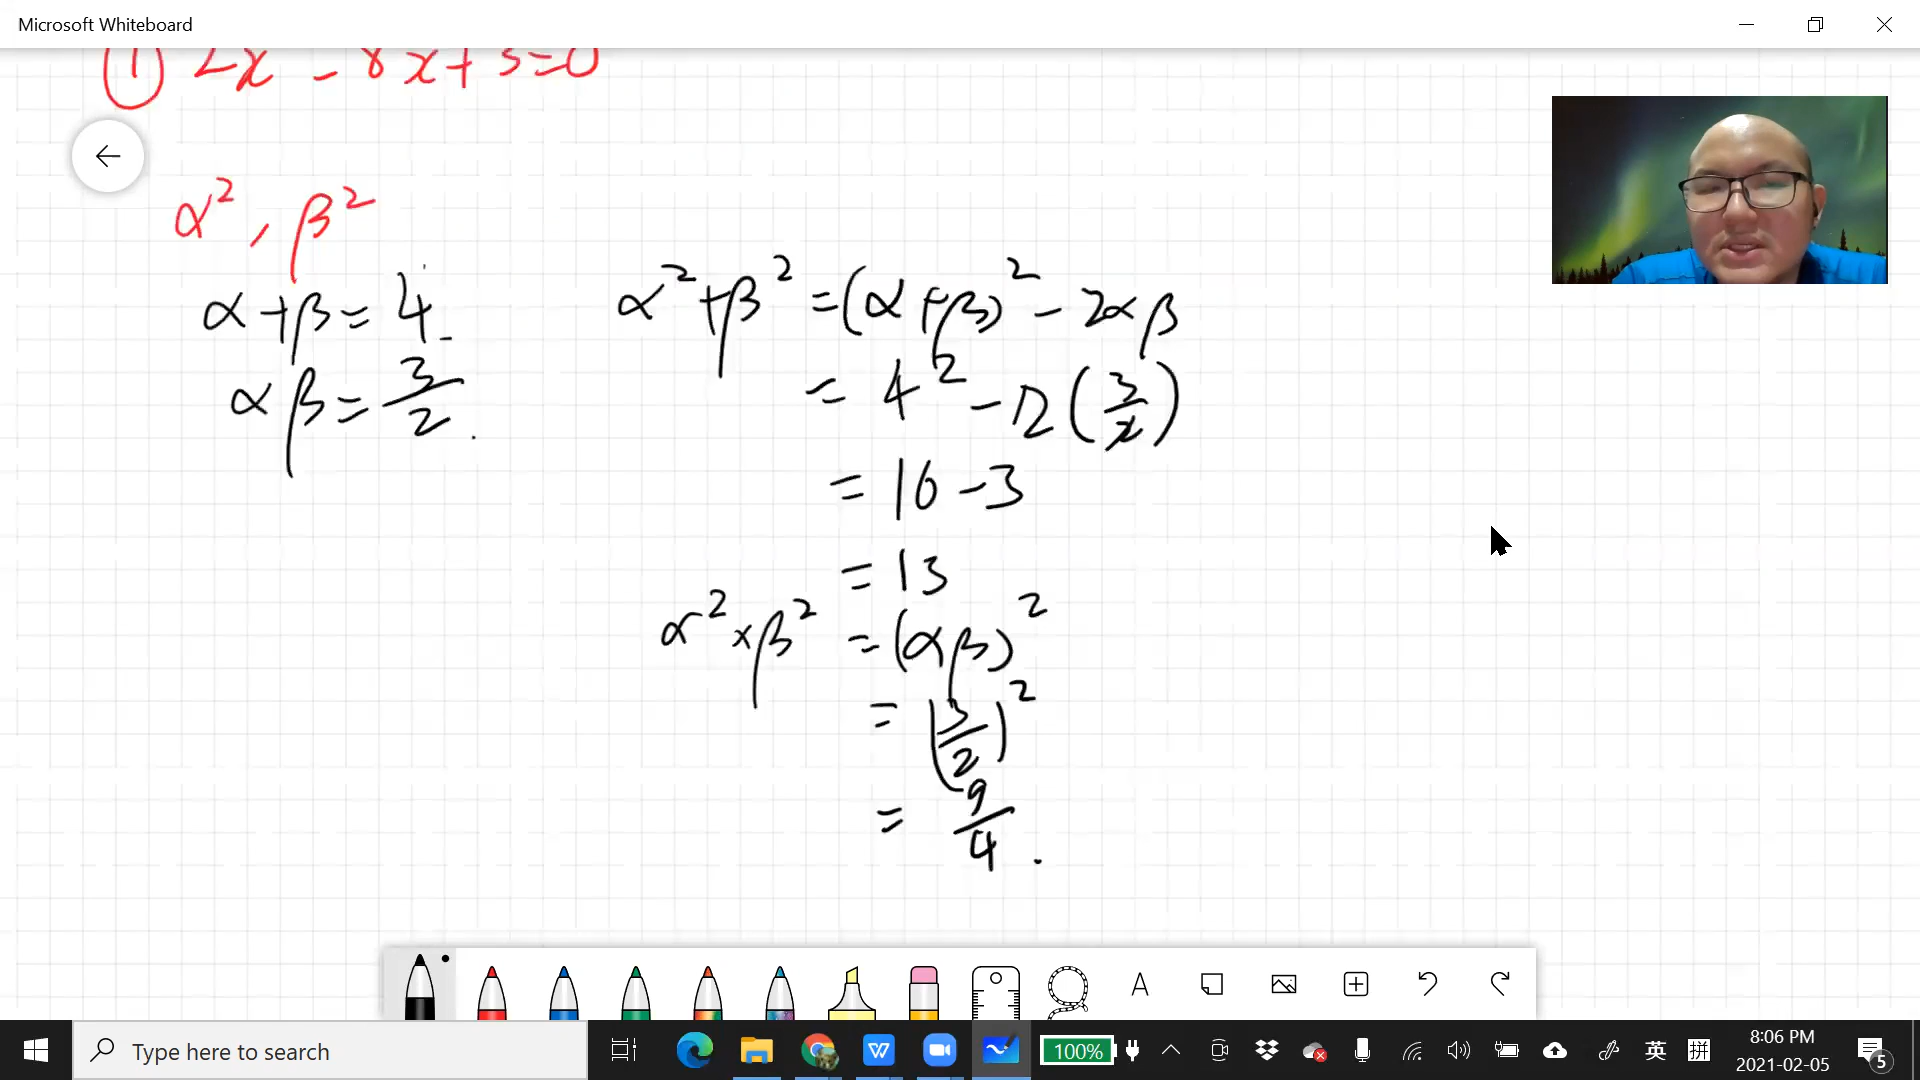 Microsoft Whiteboard
① 2x - 8x + 3 = 0
α², β²
α + β = 4
αβ = 3/2
α² + β² = (α + β)² - 2αβ
= 4² - 2(3/2)
= 16 - 3
= 13
α² × β² = (αβ)²
= (3/2)²
= 9/4
A
Type here to search
100%
英
拼
8:06 PM
2021-02-05
5